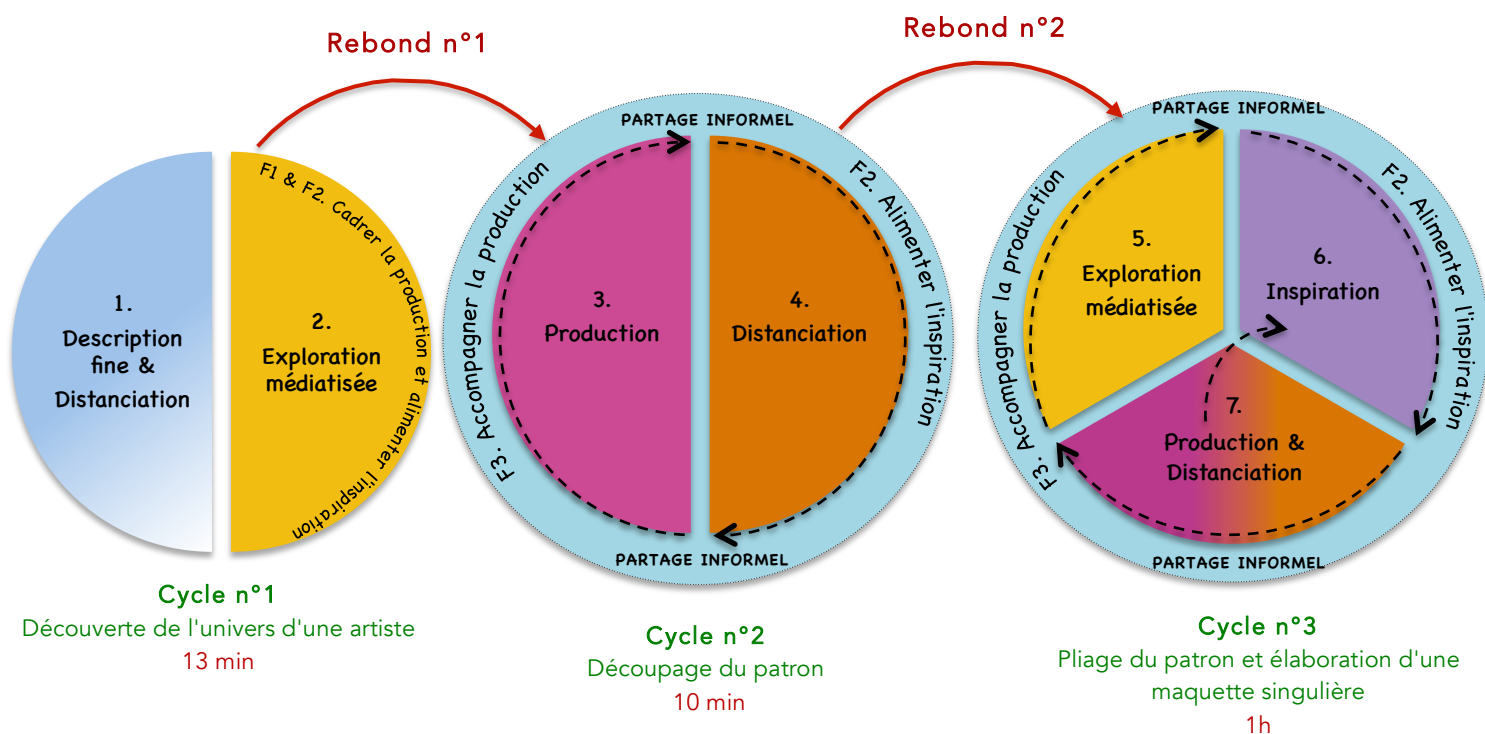 Rebond n°1
Rebond n°2
1.
Description
fine &
Distanciation
F1 & F2. Cadrer la production et alimenter l'inspiration
2.
Exploration
médiatisée
Cycle n°1
Découverte de l'univers d'une artiste
13 min
PARTAGE INFORMEL
F3. Accompagner la production
3.
Production
4.
Distanciation
F2. Alimenter l'inspiration
PARTAGE INFORMEL
Cycle n°2
Découpage du patron
10 min
PARTAGE INFORMEL
F3. Accompagner la production
5.
Exploration
médiatisée
6.
Inspiration
F2. Alimenter l'inspiration
7.
Production &
Distanciation
PARTAGE INFORMEL
Cycle n°3
Pliage du patron et élaboration d'une
maquette singulière
1h